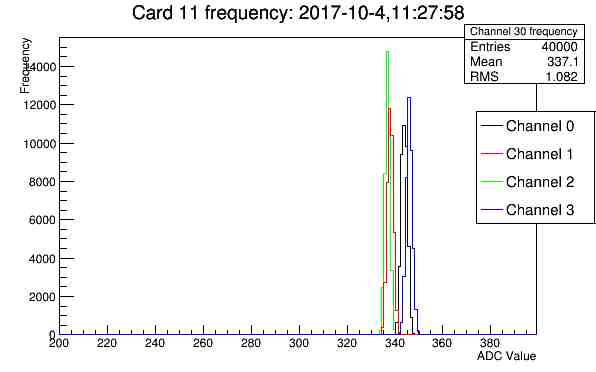 Card 11 frequency: 2017-10-4,11:27:58
Channel 30 frequency
Entries 40000
Mean 337.1
RMS 1.082
Frequency
14000
12000
10000
8000
6000
4000
2000
0
Channel 0
Channel 1
Channel 2
Channel 3
200 220 240 260 280 300 320 340 360 380
ADC Value